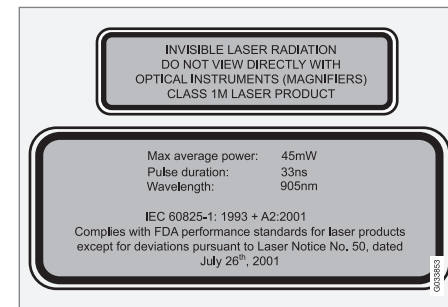 INVISIBLE LASER RADIATION
DO NOT VIEW DIRECTLY WITH
OPTICAL INSTRUMENTS (MAGNIFIERS)
CLASS 1M LASER PRODUCT
Max average power: 45mW
Pulse duration: 33ns
Wavelength: 905nm
IEC 60825-1: 1993 + A2:2001
Complies with FDA performance standards for laser products
except for deviations pursuant to Laser Notice No. 50, dated
July 26th, 2001
G033853